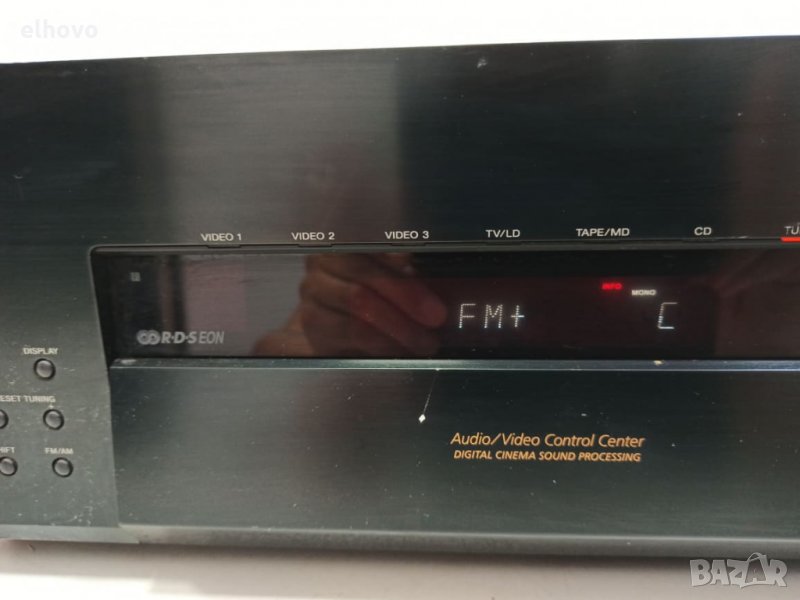 elhovo
VIDEO 1
VIDEO 2
VIDEO 3
TV/LD
TAPE/MD
CD
INFO
MONO
FM+
C
R·D·S EON
DISPLAY
TUNING
FM/AM
Audio/Video Control Center
DIGITAL CINEMA SOUND PROCESSING
BAZAR